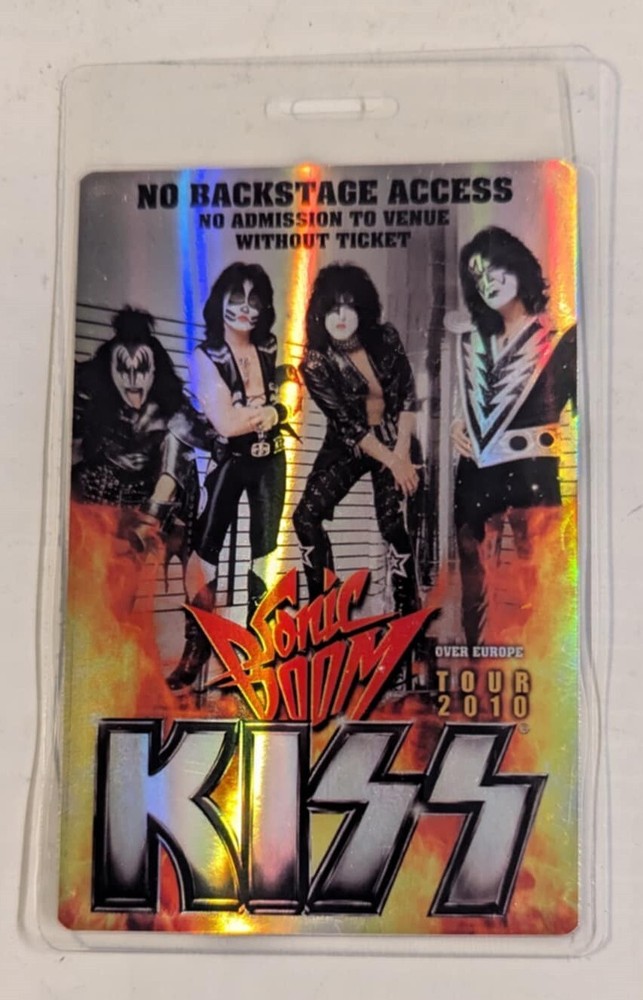 NO BACKSTAGE ACCESS
NO ADMISSION TO VENUE
WITHOUT TICKET
Sonic
BOOM
OVER EUROPE
TOUR
2010
KISS
®